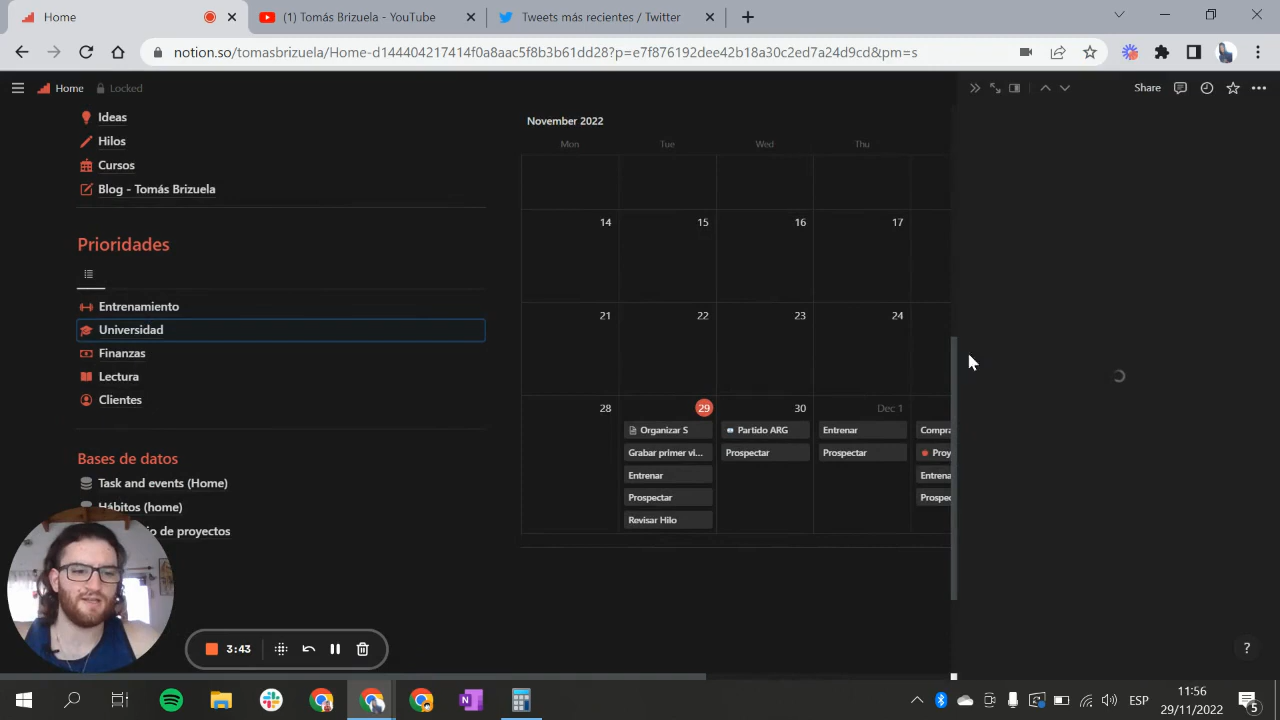 Home
(1) Tomás Brizuela - YouTube
Tweets más recientes / Twitter
notion.so/tomasbrizuela/Home-d144404217414f0a8aac5f8b3b61dd28?p=e7f876192dee42b18a30c2ed7a24d9cd&pm=s
Home
Locked
Share
Ideas
Hilos
Cursos
Blog - Tomás Brizuela
Prioridades
Entrenamiento
Universidad
Finanzas
Lectura
Clientes
Bases de datos
Task and events (Home)
Hábitos (home)
io de proyectos
November 2022
Mon Tue Wed Thu
14 15 16 17
21 22 23 24
28 29 30 Dec 1
Organizar S Partido ARG Entrenar Compra
Grabar primer vi... Prospectar Prospectar Proy
Entrenar Entrena
Prospectar Prospec
Revisar Hilo
3:43
?
ESP
11:56
29/11/2022
5